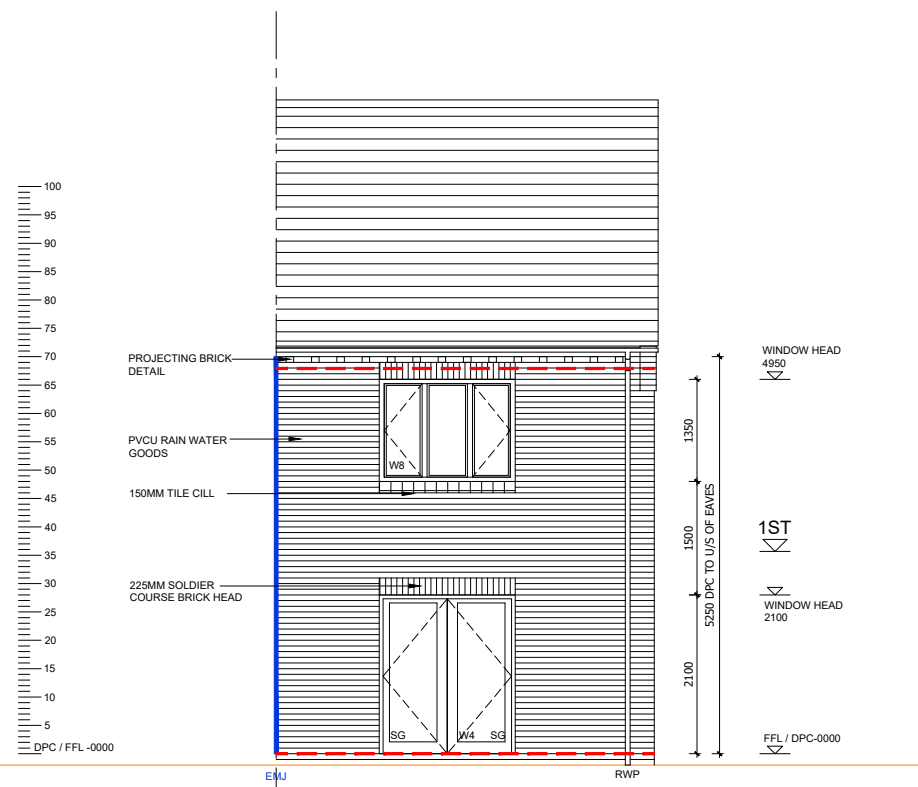 100
95
90
85
80
75
70
65
60
55
50
45
40
35
30
25
20
15
10
5
DPC / FFL -0000
PROJECTING BRICK
DETAIL
PVCU RAIN WATER
GOODS
150MM TILE CILL
225MM SOLDIER
COURSE BRICK HEAD
W8
SG
W4
SG
EMJ
RWP
1350
1500
2100
5250 DPC TO U/S OF EAVES
WINDOW HEAD
4950
1ST
WINDOW HEAD
2100
FFL / DPC-0000